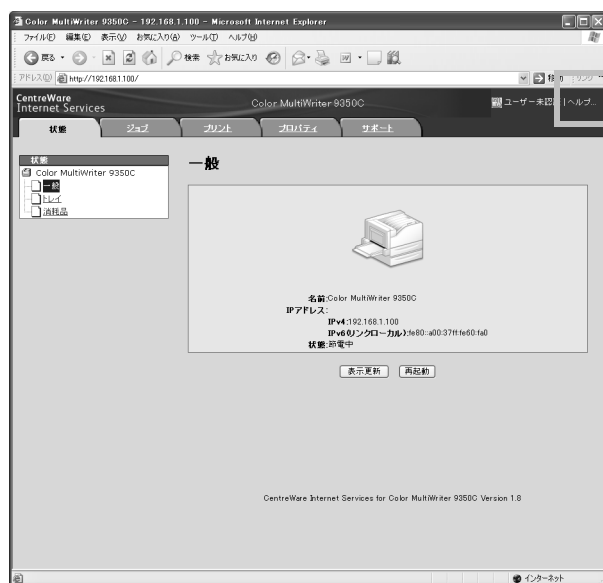 Color MultiWriter 9350C - 192.168.1.100 - Microsoft Internet Explorer
ファイル(F) 編集(E) 表示(V) お気に入り(A) ツール(T) ヘルプ(H)
戻る 検索 お気に入り
アドレス(D) http://192.168.1.100/ リンク
CentreWare
Internet Services
Color MultiWriter 9350C
ユーザー未認 ヘルプ...
状態 ジョブ プリント プロパティ サポート
状態
Color MultiWriter 9350C
一般
トレイ
消耗品
一般
名前:Color MultiWriter 9350C
IPアドレス:
IPv4:192.168.1.100
IPv6(リンクローカル):fe80::a00:37ff:fe60:fa0
状態:節電中
表示更新 再起動
CentreWare Internet Services for Color MultiWriter 9350C Version 1.8
インターネット